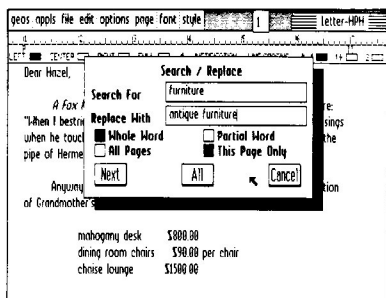 geos appls file edit options page font style 1 Letter-HPH
Dear Hazel,
Search / Replace
Search For furniture
A Fox re:
Replace With antique furniture
"When I bestri sings
Whole Word Partial Word
when he touc the
All Pages This Page Only
pipe of Herme
Next All Cancel
Anyway tion
of Grandmother's
mahogany desk $800.00
dining room chairs $90.00 per chair
chaise lounge $1500.00